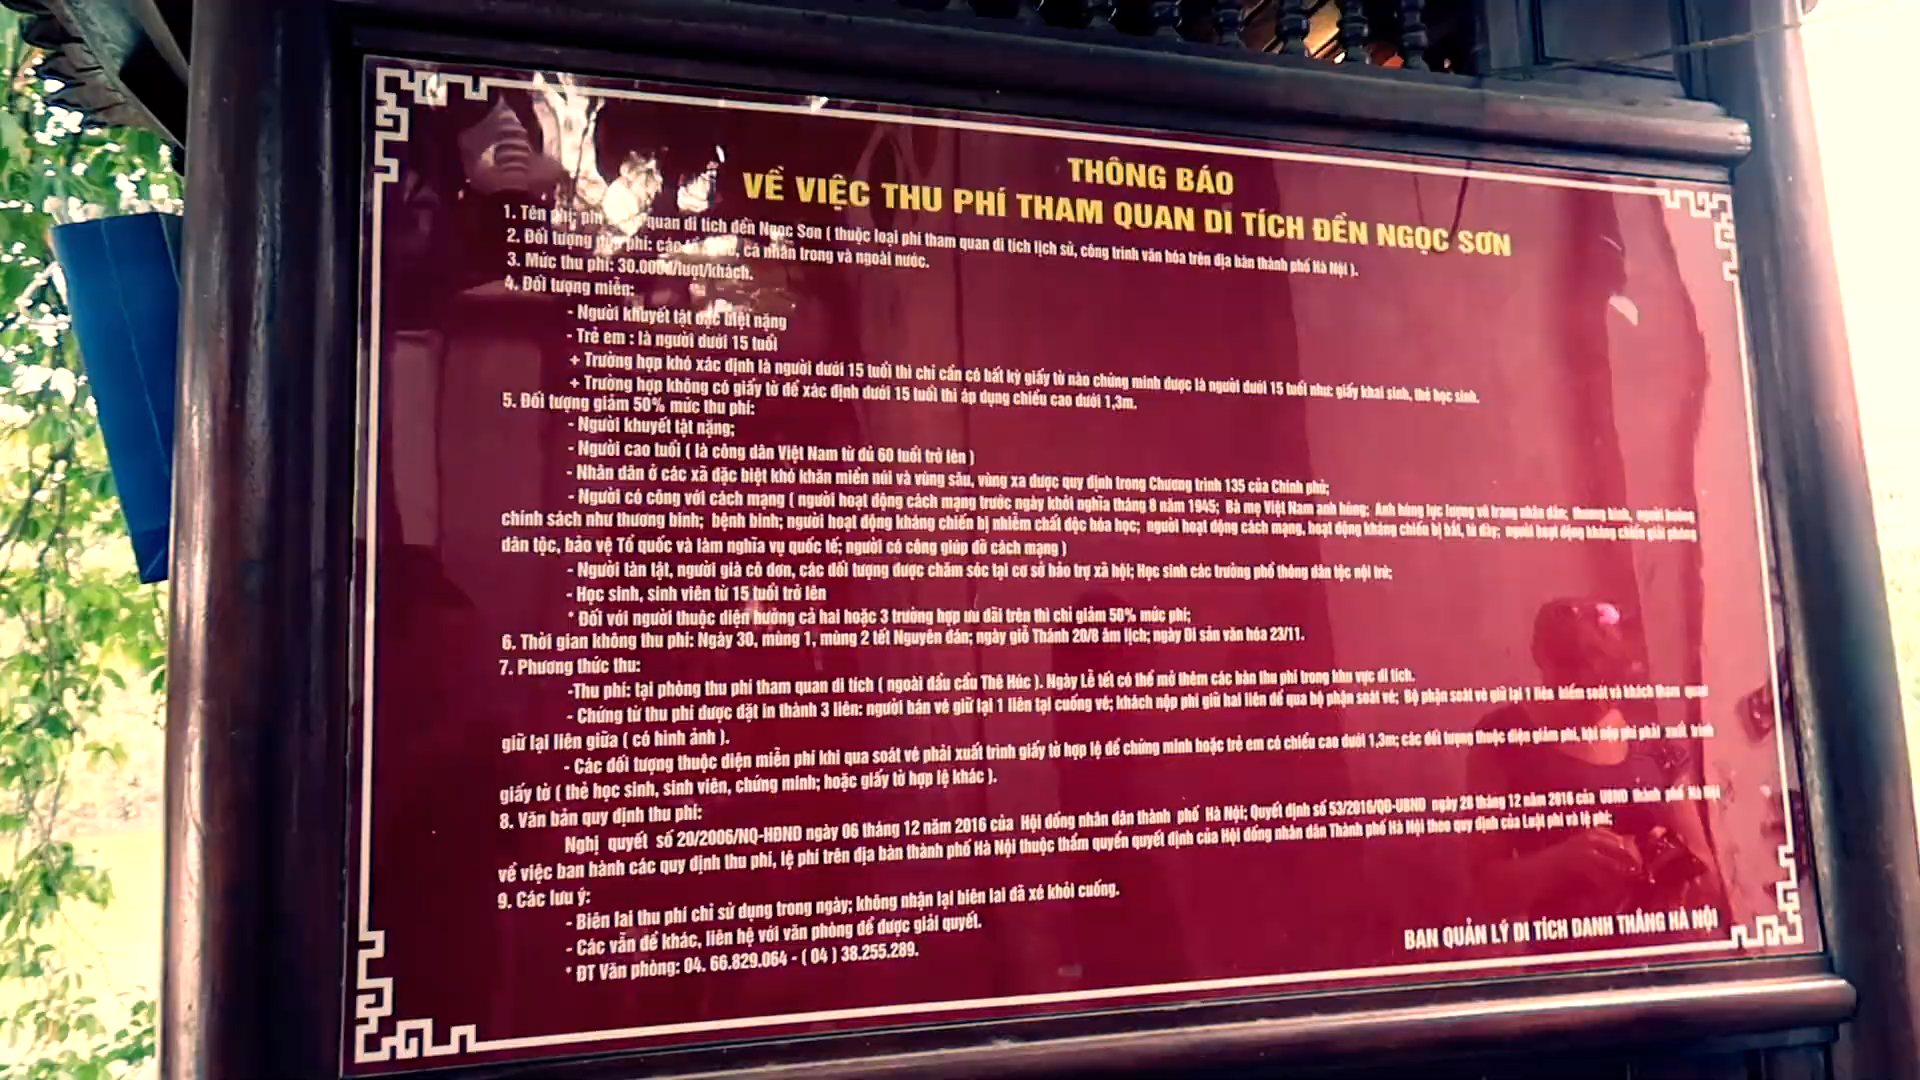 THÔNG BÁO
VỀ VIỆC THU PHÍ THAM QUAN DI TÍCH ĐỀN NGỌC SƠN
1. Tên phí: phí quan di tích đền Ngọc Sơn ( thuộc loại phí tham quan di tích lịch sử, công trình văn hóa trên địa bàn thành phố Hà Nội ).
2. Đối tượng phí: các cá nhân trong và ngoài nước.
3. Mức thu phí: 30.000đ/lượt/khách.
4. Đối tượng miễn:
- Người khuyết tật đặc biệt nặng
- Trẻ em : là người dưới 15 tuổi
+ Trường hợp khó xác định là người dưới 15 tuổi thì chỉ cần có bất kỳ giấy tờ nào chứng minh được là người dưới 15 tuổi như: giấy khai sinh, thẻ học sinh.
+ Trường hợp không có giấy tờ để xác định dưới 15 tuổi thì áp dụng chiều cao dưới 1,3m.
5. Đối tượng giảm 50% mức thu phí:
- Người khuyết tật nặng;
- Người cao tuổi ( là công dân Việt Nam từ đủ 60 tuổi trở lên )
- Nhân dân ở các xã đặc biệt khó khăn miền núi và vùng sâu, vùng xa được quy định trong Chương trình 135 của Chính phủ;
- Người có công với cách mạng ( người hoạt động cách mạng trước ngày khởi nghĩa tháng 8 năm 1945; Bà mẹ Việt Nam anh hùng; Anh hùng lực lượng vũ trang nhân dân; thương binh, người hưởng
chính sách như thương binh; bệnh binh; người hoạt động kháng chiến bị nhiễm chất độc hóa học; người hoạt động cách mạng, hoạt động kháng chiến bị bắt, tù đày; người hoạt động kháng chiến giải phóng
dân tộc, bảo vệ Tổ quốc và làm nghĩa vụ quốc tế; người có công giúp đỡ cách mạng )
- Người tàn tật, người già cô đơn, các đối tượng được chăm sóc tại cơ sở bảo trợ xã hội; Học sinh các trường phổ thông dân tộc nội trú;
- Học sinh, sinh viên từ 15 tuổi trở lên
* Đối với người thuộc diện hưởng cả hai hoặc 3 trường hợp ưu đãi trên thì chỉ giảm 50% mức phí;
6. Thời gian không thu phí: Ngày 30, mùng 1, mùng 2 tết Nguyên đán; ngày giỗ Thánh 20/8 âm lịch; ngày Di sản văn hóa 23/11.
7. Phương thức thu:
-Thu phí: tại phòng thu phí tham quan di tích ( ngoài đầu cầu Thê Húc ). Ngày Lễ tết có thể mở thêm các bàn thu phí trong khu vực di tích.
- Chứng từ thu phí được đặt in thành 3 liên: người bán vé giữ lại 1 liên tại cuống vé; khách nộp phí giữ hai liên để qua bộ phận soát vé; Bộ phận soát vé giữ lại 1 liên kiểm soát và khách tham quan
giữ lại liên giữa ( có hình ảnh ).
- Các đối tượng thuộc diện miễn phí khi qua soát vé phải xuất trình giấy tờ hợp lệ để chứng minh hoặc trẻ em có chiều cao dưới 1,3m; các đối tượng thuộc diện giảm phí, khi nộp phí phải xuất trình
giấy tờ ( thẻ học sinh, sinh viên, chứng minh; hoặc giấy tờ hợp lệ khác ).
8. Văn bản quy định thu phí:
Nghị quyết số 20/2006/NQ-HĐND ngày 06 tháng 12 năm 2016 của Hội đồng nhân dân thành phố Hà Nội; Quyết định số 53/2016/QĐ-UBND ngày 28 tháng 12 năm 2016 của UBND thành phố Hà Nội
về việc ban hành các quy định thu phí, lệ phí trên địa bàn thành phố Hà Nội thuộc thẩm quyền quyết định của Hội đồng nhân dân Thành phố Hà Nội theo quy định của Luật phí và lệ phí;
9. Các lưu ý:
- Biên lai thu phí chỉ sử dụng trong ngày; không nhận lại biên lai đã xé khỏi cuống.
- Các vấn đề khác, liên hệ với văn phòng để được giải quyết.
* ĐT Văn phòng: 04. 66.829.064 - ( 04 ) 38.255.289.
BAN QUẢN LÝ DI TÍCH DANH THẮNG HÀ NỘI